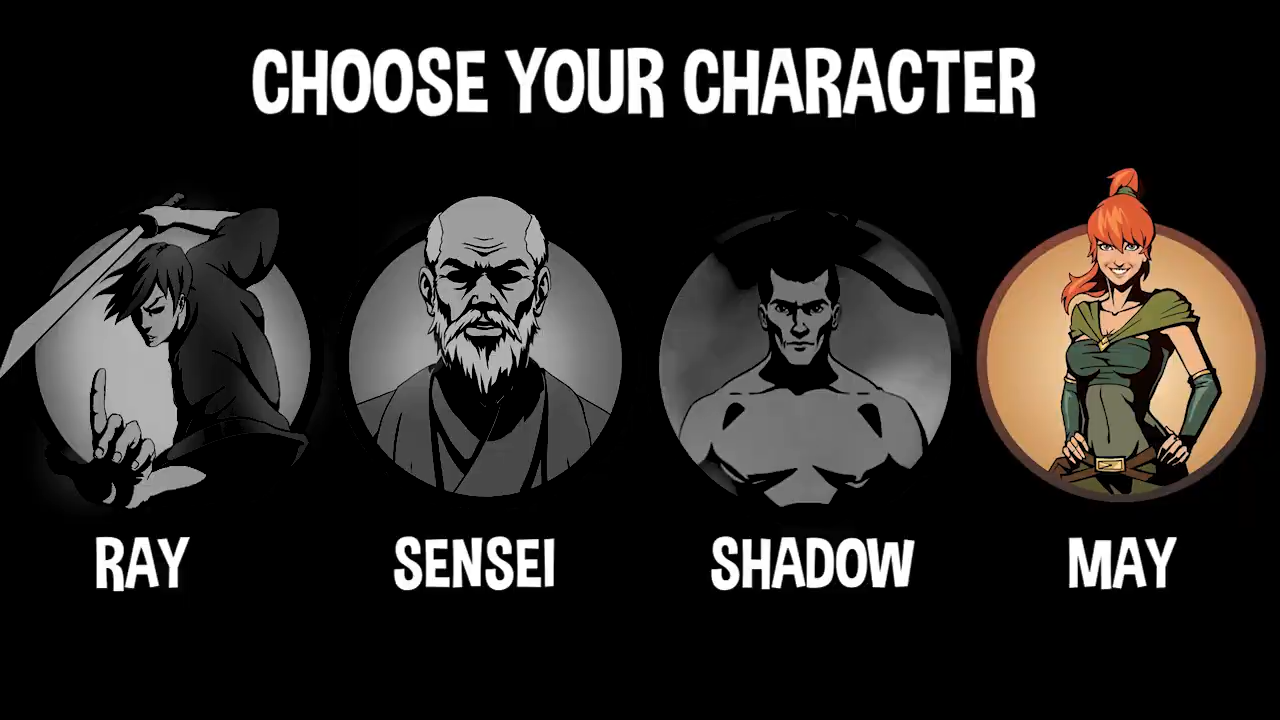 CHOOSE YOUR CHARACTER
RAY
SENSEI
SHADOW
MAY